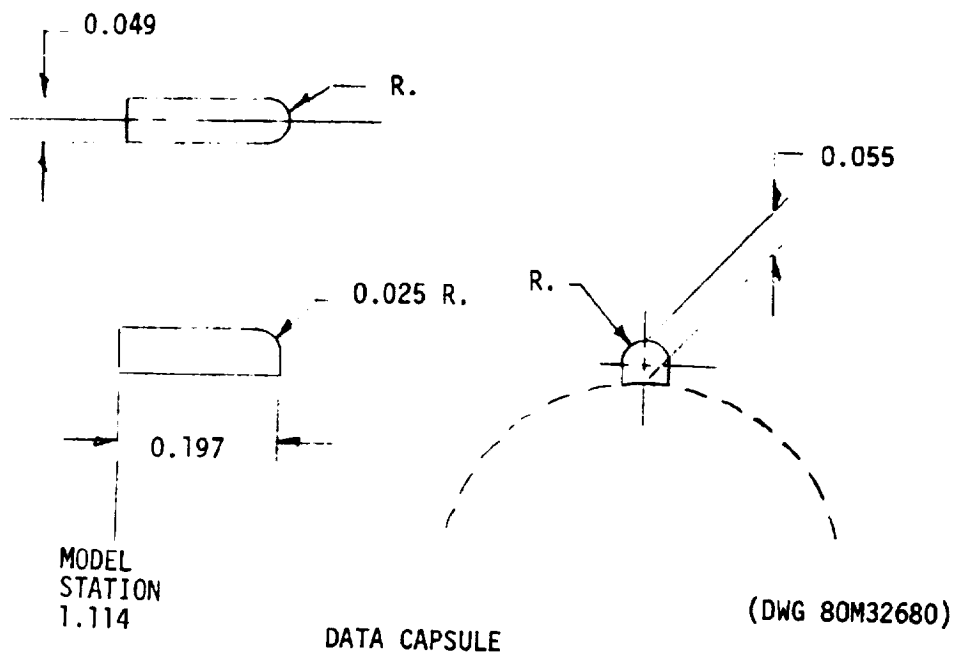 0.049
R.
0.055
0.025 R.
R.
0.197
MODEL
STATION
1.114
(DWG 80M32680)
DATA CAPSULE